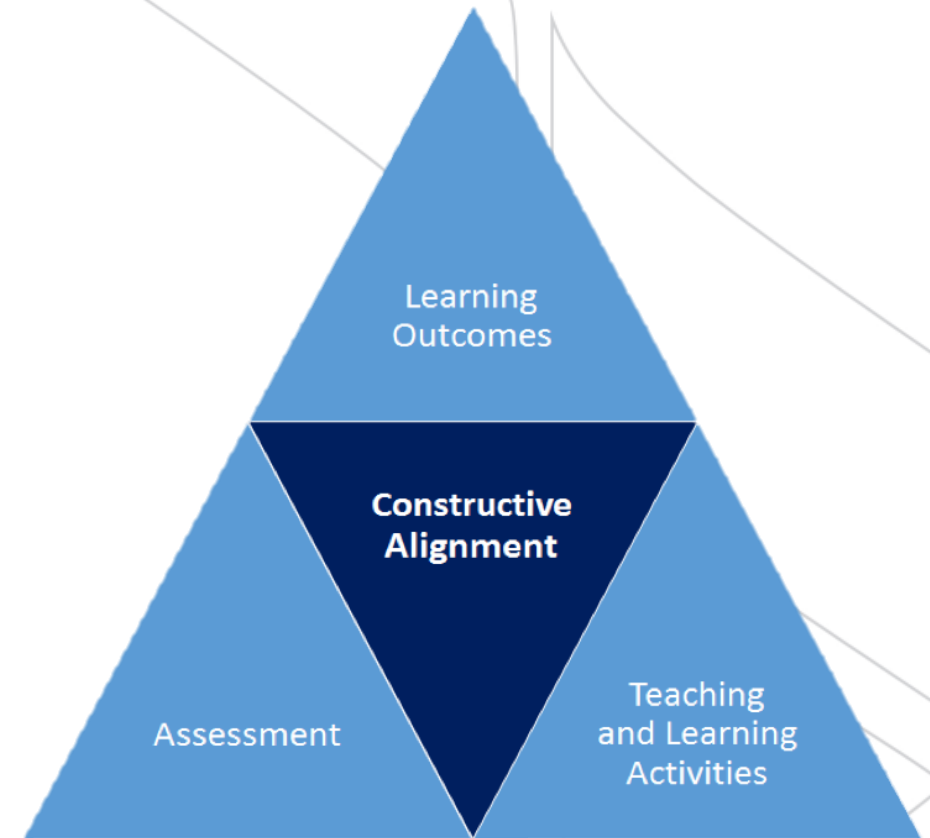 Learning
Outcomes
Constructive
Alignment
Assessment
Teaching
and Learning
Activities